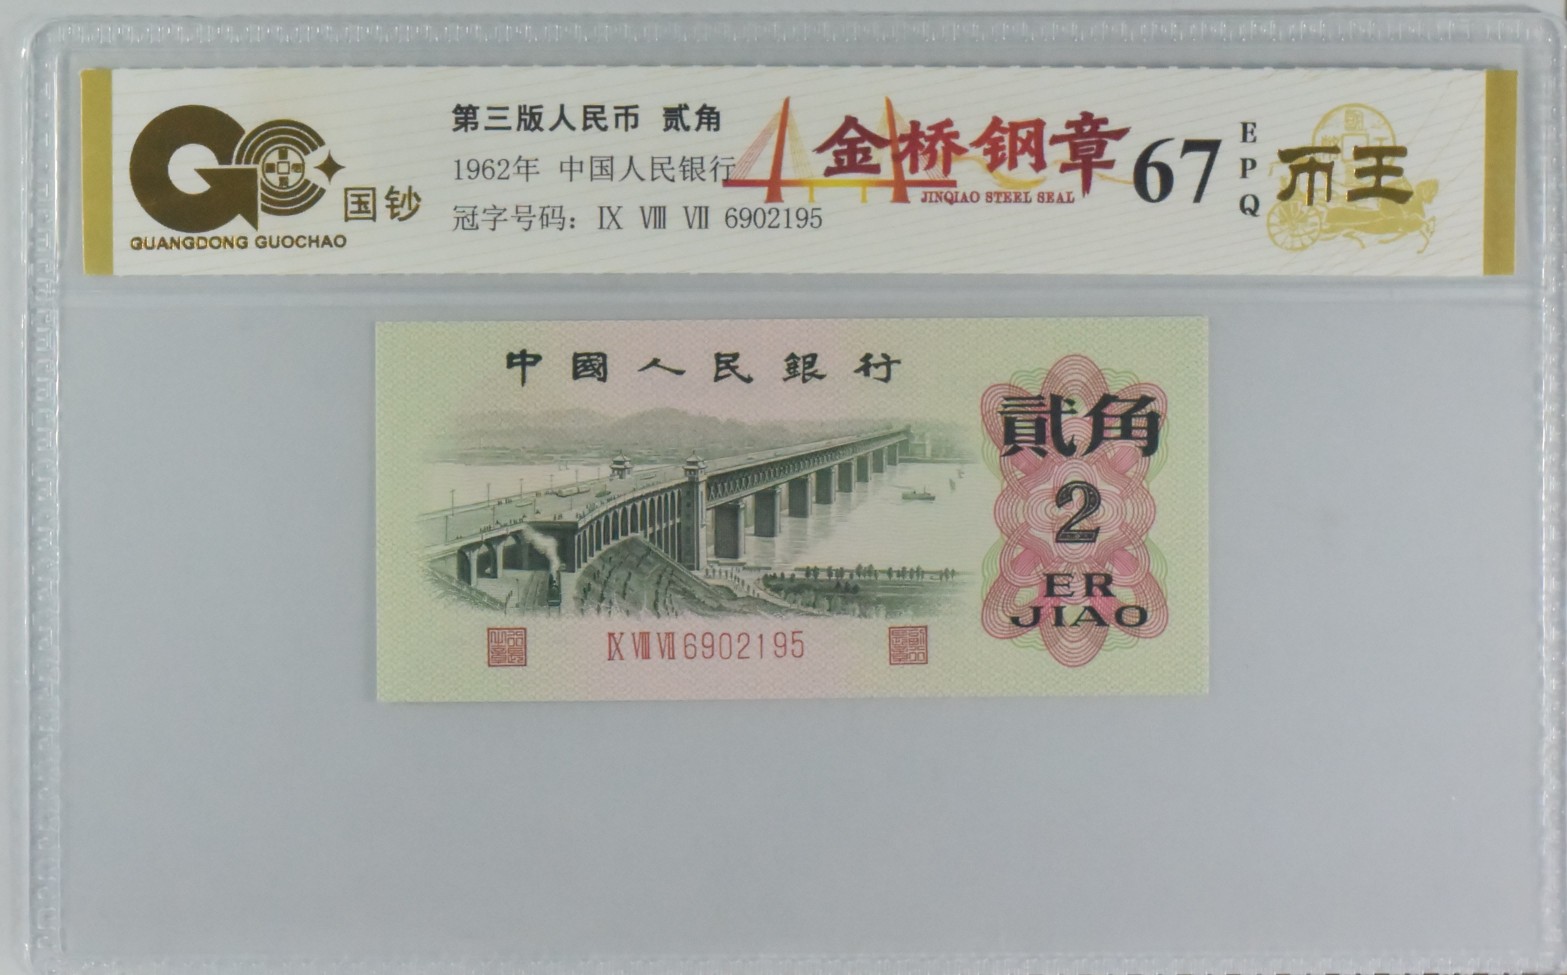 国钞
GUANGDONG GUOCHAO
第三版人民币 贰角
1962年 中国人民银行
冠字号码：Ⅸ Ⅷ Ⅶ 6902195
金桥钢章
JINQIAO STEEL SEAL
67
EPQ
币王
中國人民銀行
貳角
2
ER
JIAO
Ⅸ Ⅷ Ⅶ 6902195